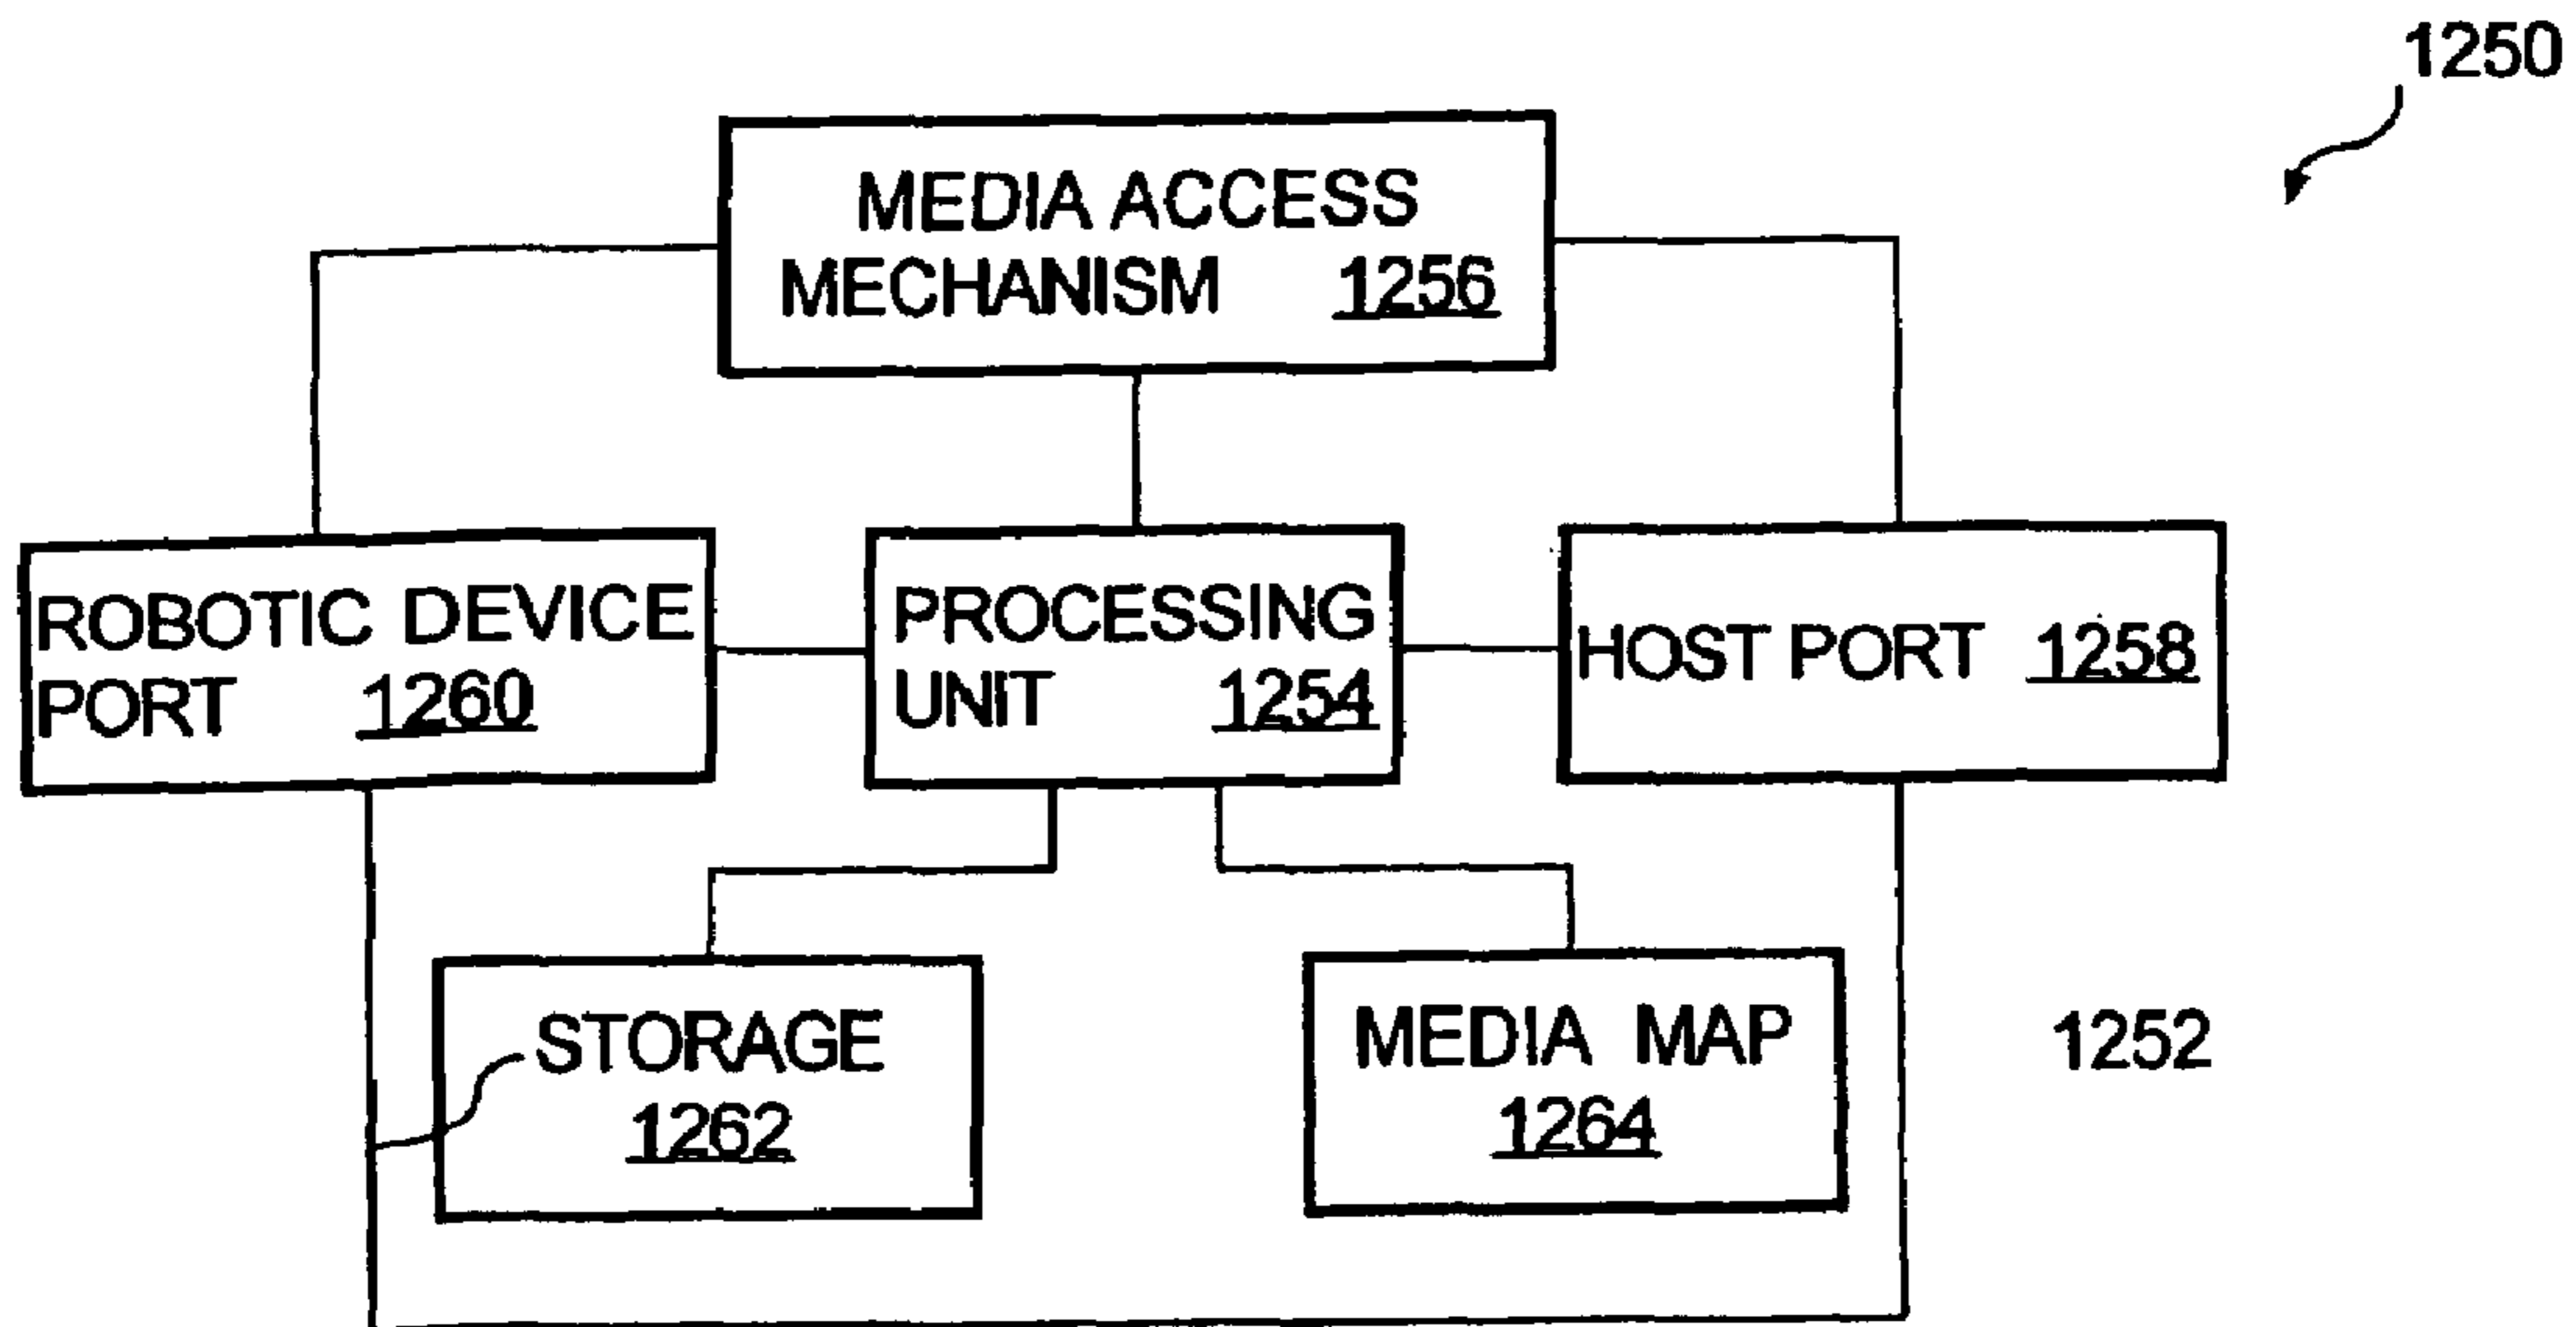 1250
MEDIA ACCESS
MECHANISM 1256
ROBOTIC DEVICE
PORT 1260
PROCESSING
UNIT 1254
HOST PORT 1258
STORAGE
1262
MEDIA MAP
1264
1252